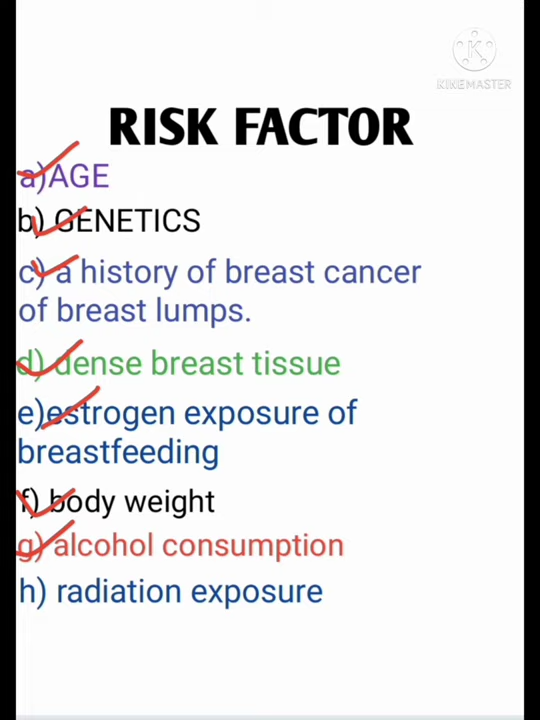 KINEMASTER
RISK FACTOR
a)AGE
b) GENETICS
c) a history of breast cancer
of breast lumps.
d) dense breast tissue
e)estrogen exposure of
breastfeeding
f) body weight
g) alcohol consumption
h) radiation exposure